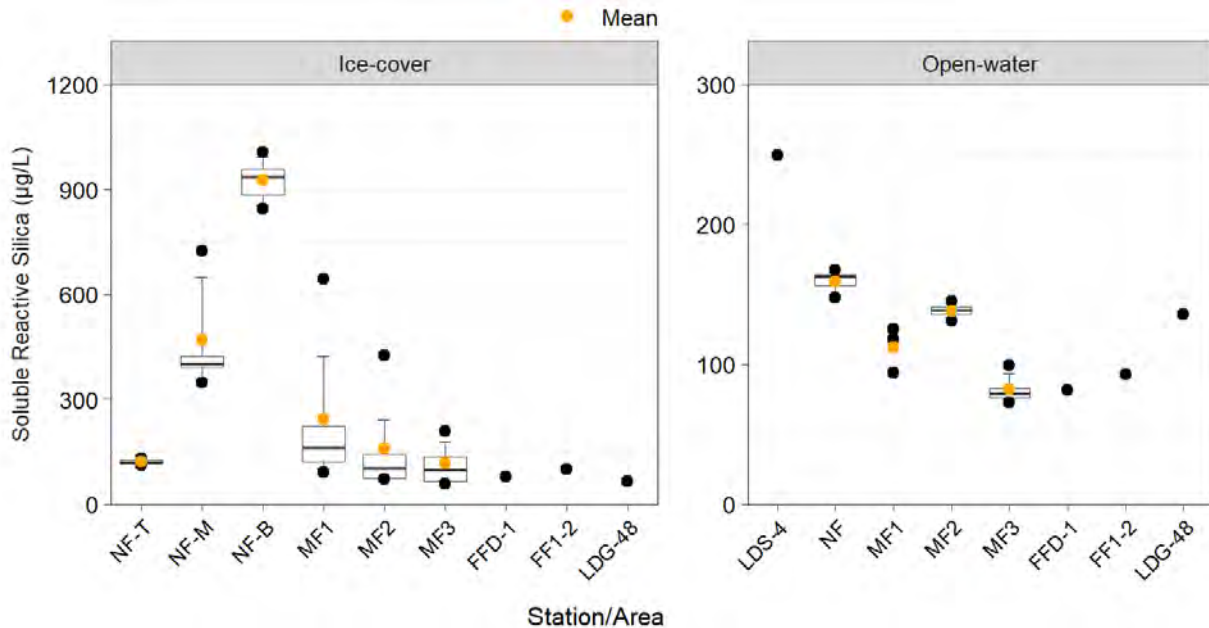 Mean
Ice-cover
Open-water
Soluble Reactive Silica (µg/L)
1200
900
600
300
0
NF-T
NF-M
NF-B
MF1
MF2
MF3
FFD-1
FF1-2
LDG-48
300
200
100
0
LDS-4
NF
MF1
MF2
MF3
FFD-1
FF1-2
LDG-48
Station/Area